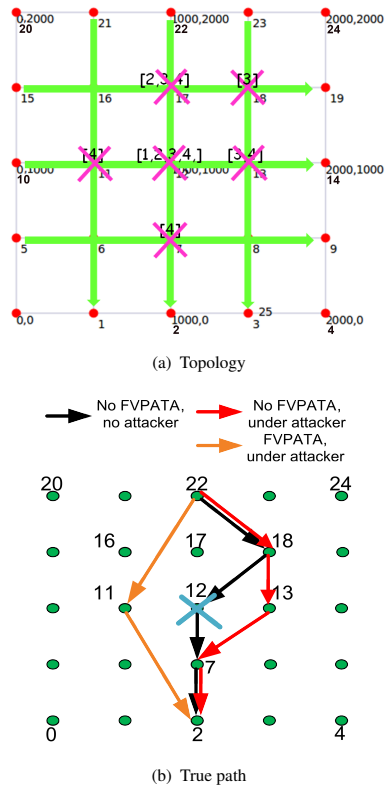 0,2000 21 1000,2000 23 2000,2000
20 22 24
[2,3,4] [3]
15 16 17 18 19
[4] [1,2,3,4,] [3,4]
0,1000 11 1000,1000 13 2000,1000
10 14
[4]
5 6 7 8 9
25
0,0 1 1000,0 3 2000,0
2 4
(a) Topology
No FVPATA, No FVPATA,
no attacker under attacker
FVPATA,
under attacker
20 22 24
16 17 18
11 12 13
7
0 2 4
(b) True path